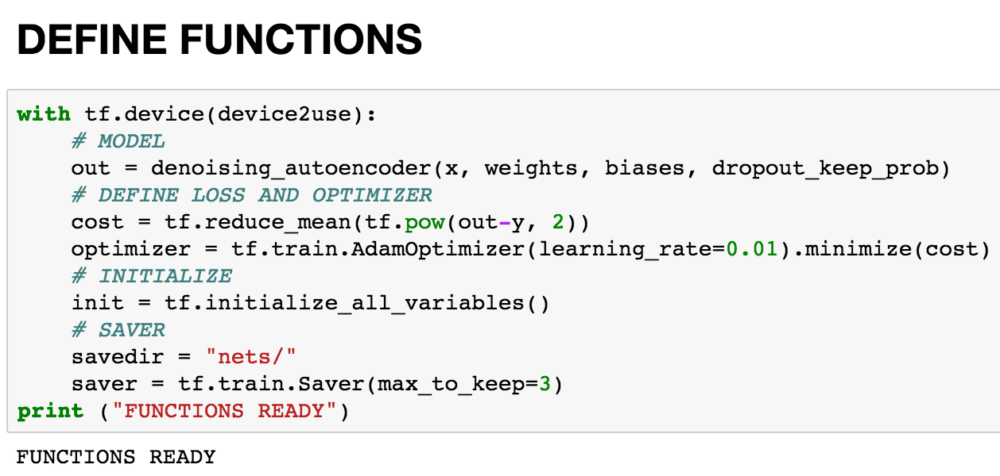 DEFINE FUNCTIONS
with tf.device(device2use):
    # MODEL
    out = denoising_autoencoder(x, weights, biases, dropout_keep_prob)
    # DEFINE LOSS AND OPTIMIZER
    cost = tf.reduce_mean(tf.pow(out-y, 2))
    optimizer = tf.train.AdamOptimizer(learning_rate=0.01).minimize(cost)
    # INITIALIZE
    init = tf.initialize_all_variables()
    # SAVER
    savedir = "nets/"
    saver = tf.train.Saver(max_to_keep=3)
print ("FUNCTIONS READY")
FUNCTIONS READY